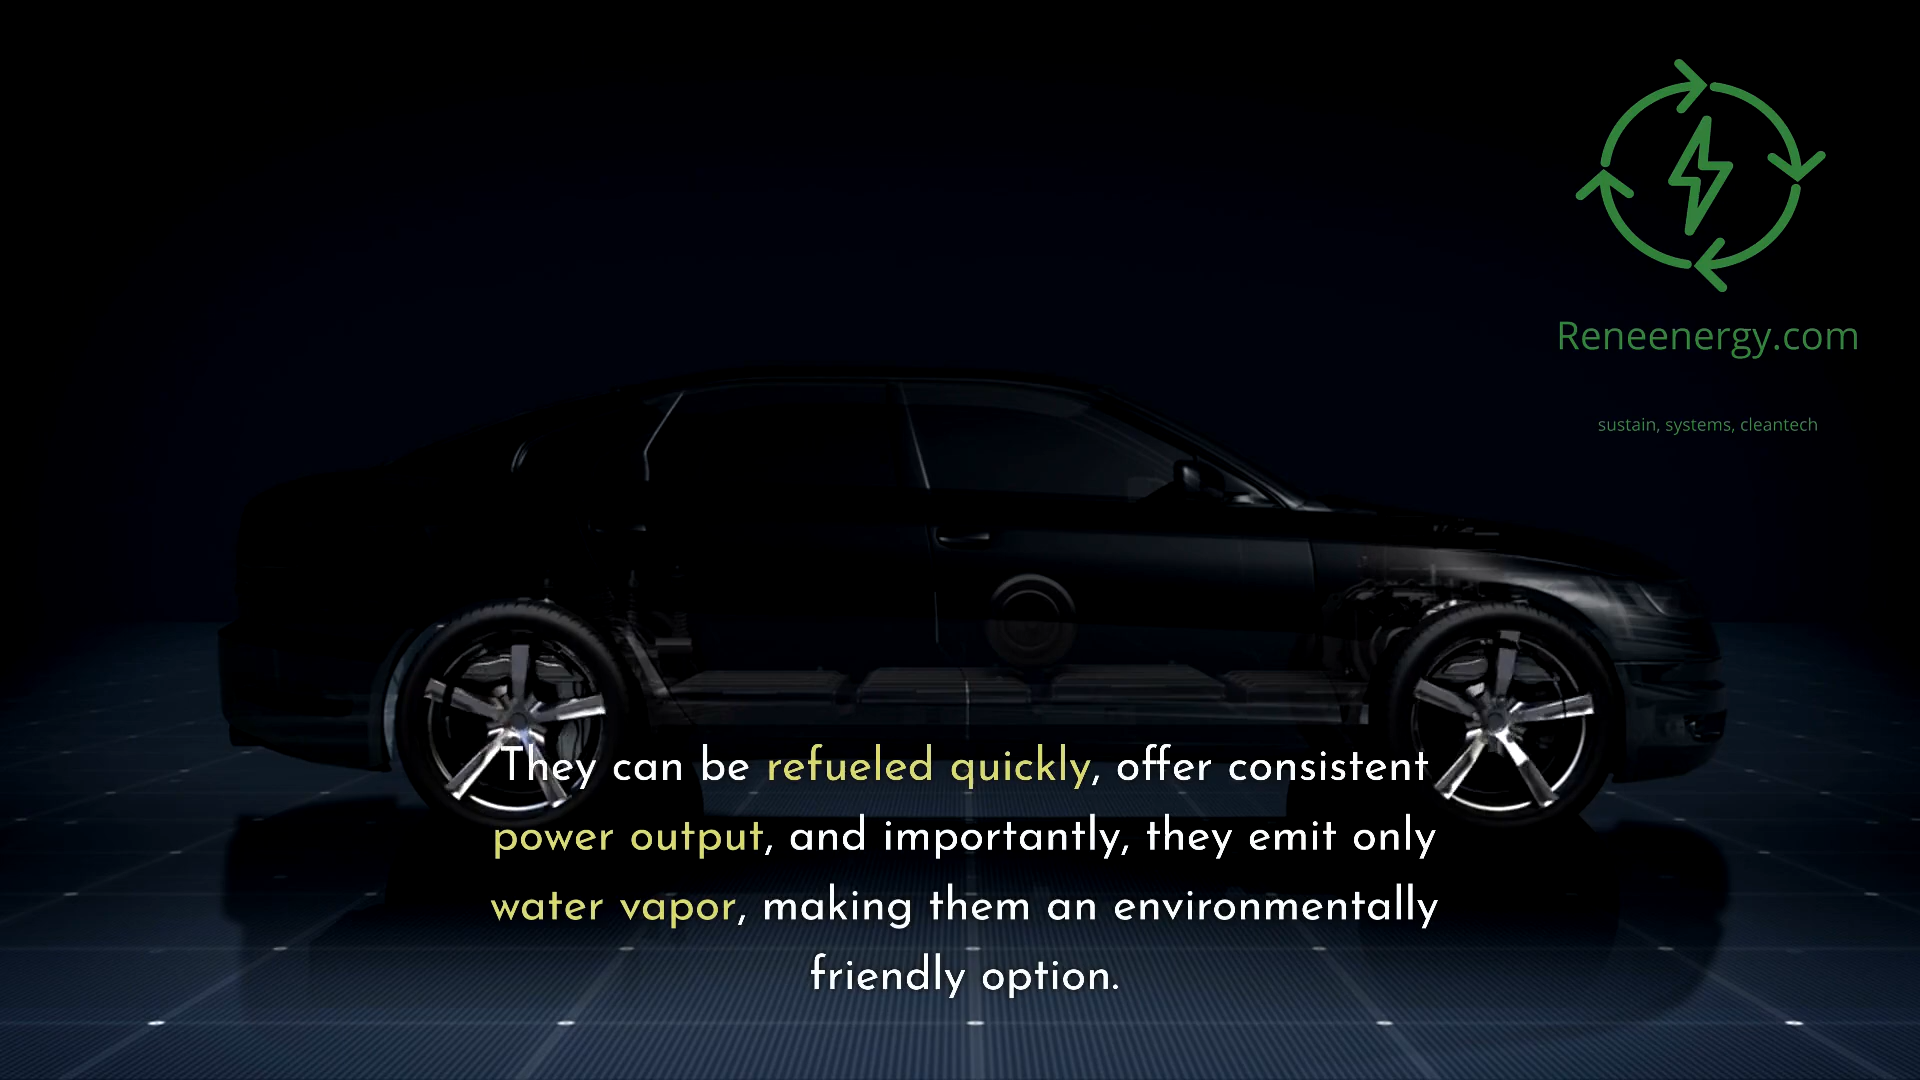 Reneenergy.com
sustain, systems, cleantech
They can be refueled quickly, offer consistent
power output, and importantly, they emit only
water vapor, making them an environmentally
friendly option.